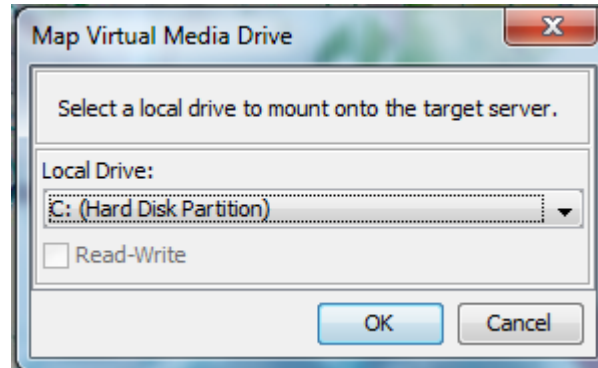 Map Virtual Media Drive
Select a local drive to mount onto the target server.
Local Drive:
C: (Hard Disk Partition)
Read-Write
OK
Cancel